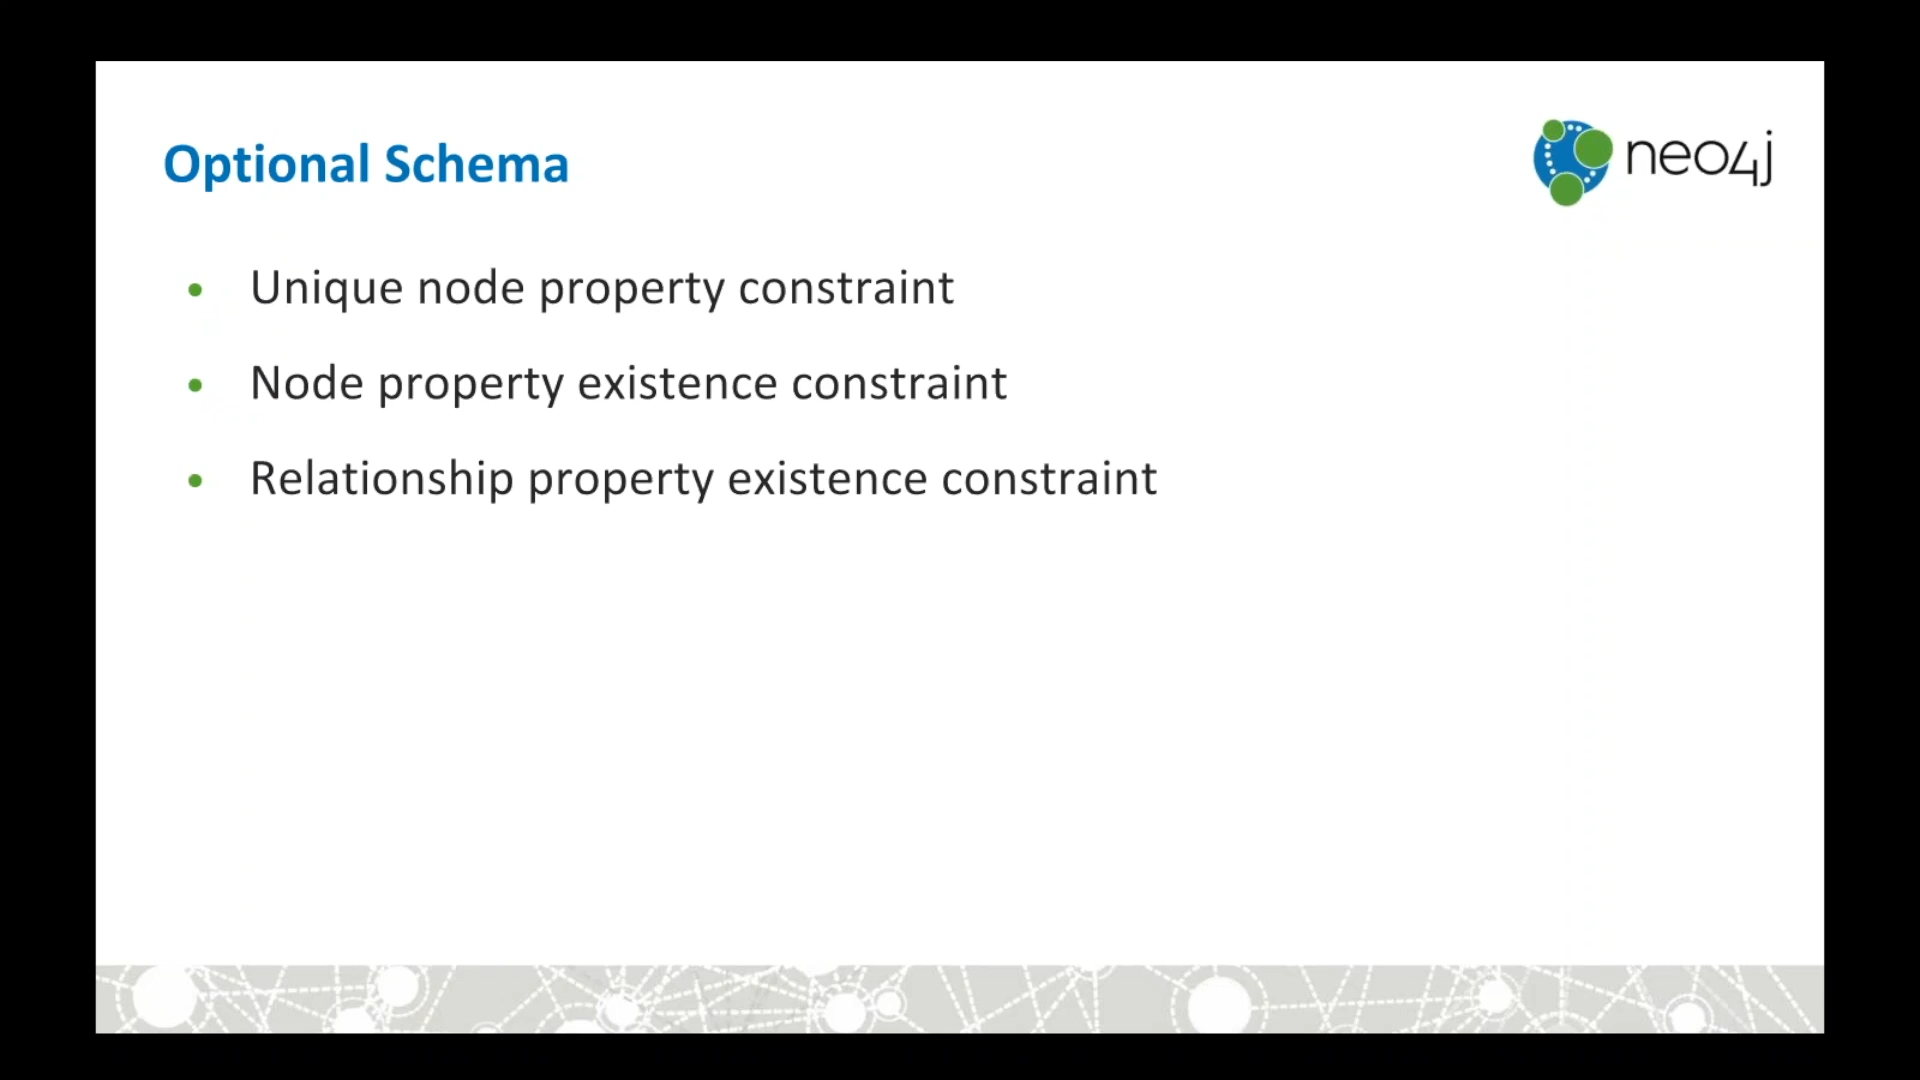 Optional Schema
neo4j
• Unique node property constraint
• Node property existence constraint
• Relationship property existence constraint